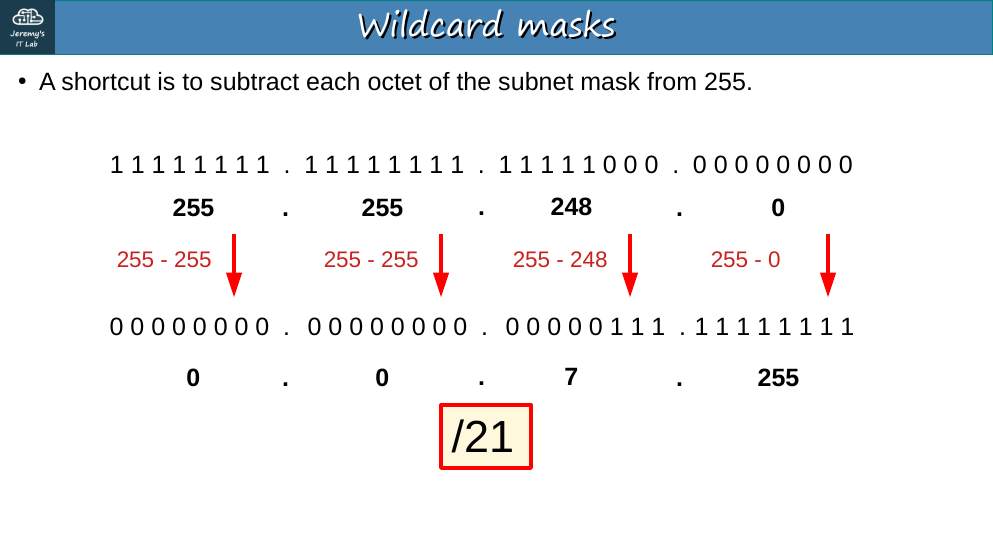 Jeremy's
IT Lab
Wildcard masks
• A shortcut is to subtract each octet of the subnet mask from 255.
1 1 1 1 1 1 1 1 . 1 1 1 1 1 1 1 1 . 1 1 1 1 1 0 0 0 . 0 0 0 0 0 0 0 0
255 . 255 . 248 . 0
255 - 255 255 - 255 255 - 248 255 - 0
0 0 0 0 0 0 0 0 . 0 0 0 0 0 0 0 0 . 0 0 0 0 0 1 1 1 . 1 1 1 1 1 1 1 1
0 . 0 . 7 . 255
/21